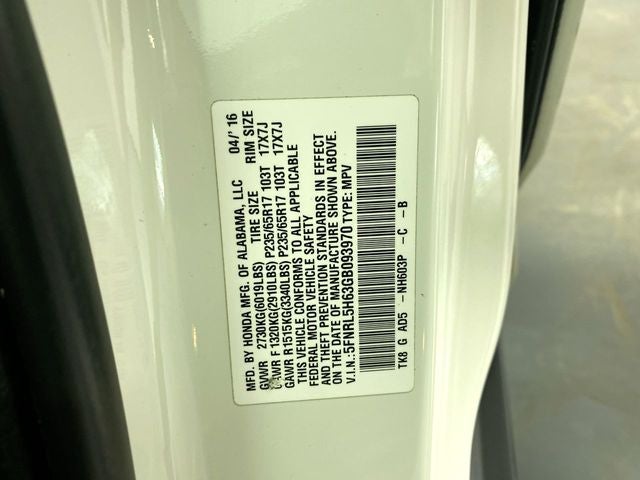 MFD. BY HONDA MFG. OF ALABAMA, LLC 04/' 16
GVWR 2730KG(6019LBS) TIRE SIZE RIM SIZE
GAWR F 1320KG(2910LBS) P235/65R17 103T 17X7J
GAWR R1515KG(3340LBS) P235/65R17 103T 17X7J
THIS VEHICLE CONFORMS TO ALL APPLICABLE
FEDERAL MOTOR VEHICLE SAFETY
AND THEFT PREVENTION STANDARDS IN EFFECT
ON THE DATE OF MANUFACTURE SHOWN ABOVE.
V.I.N.:5FNRL5H63GB093970 TYPE: MPV
TK8 G AD5 -NH603P -C -B